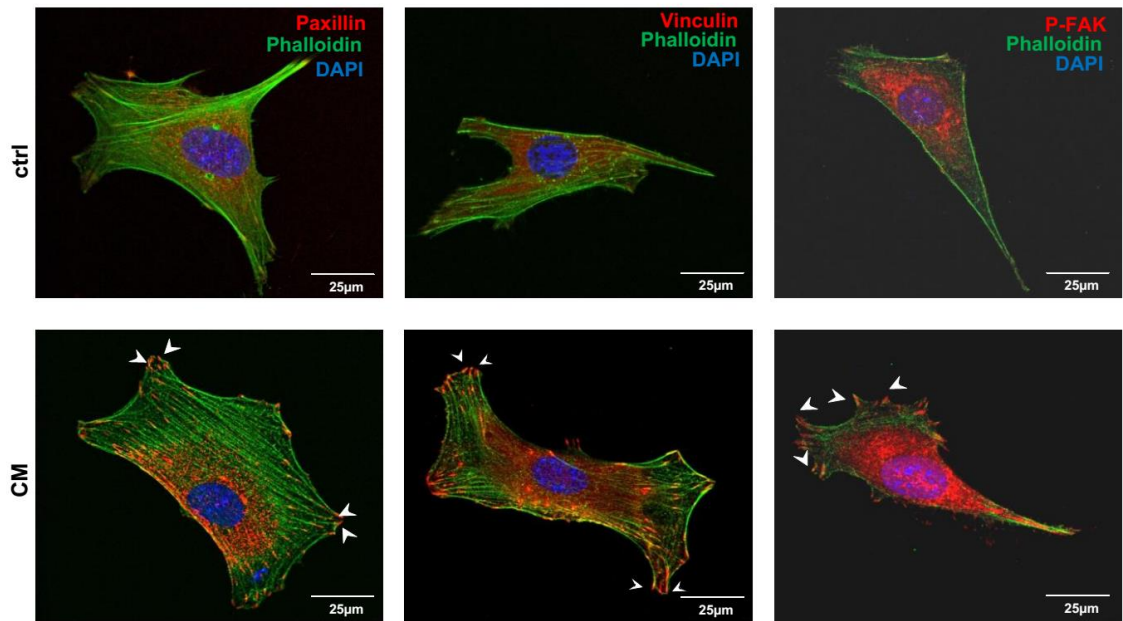 ctrl
Paxillin
Phalloidin
DAPI
25µm
Vinculin
Phalloidin
DAPI
25µm
P-FAK
Phalloidin
DAPI
25µm
CM
25µm
25µm
25µm